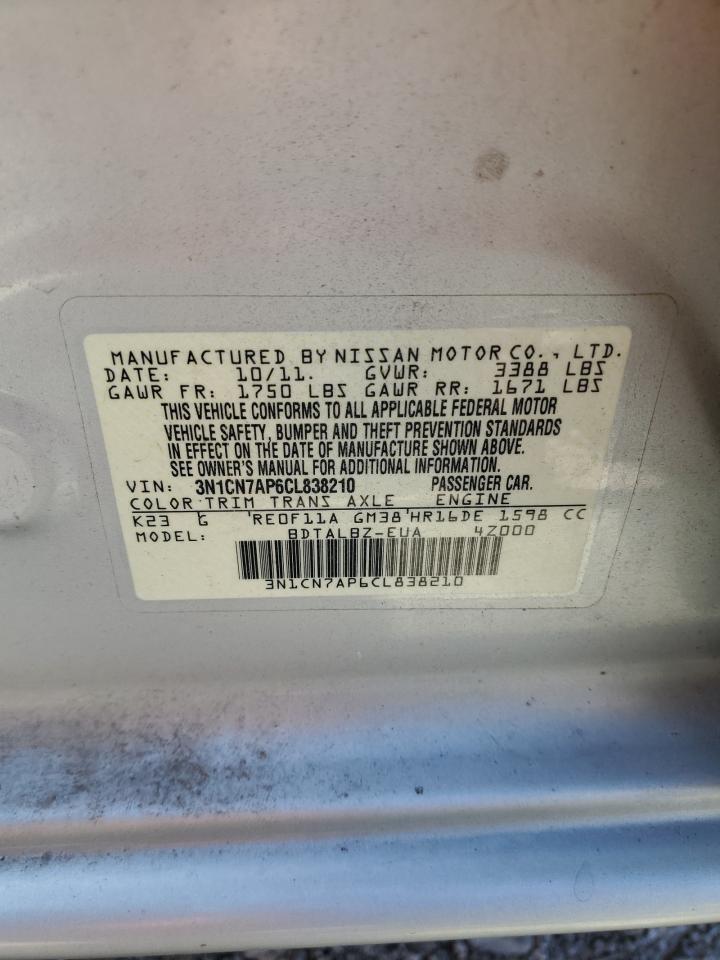 MANUFACTURED BY NISSAN MOTOR CO., LTD.
DATE: 10/11. GVWR: 3388 LBS
GAWR FR: 1750 LBS GAWR RR: 1671 LBS
THIS VEHICLE CONFORMS TO ALL APPLICABLE FEDERAL MOTOR
VEHICLE SAFETY, BUMPER AND THEFT PREVENTION STANDARDS
IN EFFECT ON THE DATE OF MANUFACTURE SHOWN ABOVE.
SEE OWNER'S MANUAL FOR ADDITIONAL INFORMATION.
VIN: 3N1CN7AP6CL838210 PASSENGER CAR.
COLOR TRIM TRANS AXLE ENGINE
K23 G RE0F11A GM38 HR16DE 1598 CC
MODEL: BDTALBZ-EUA 4Z000
3N1CN7AP6CL838210